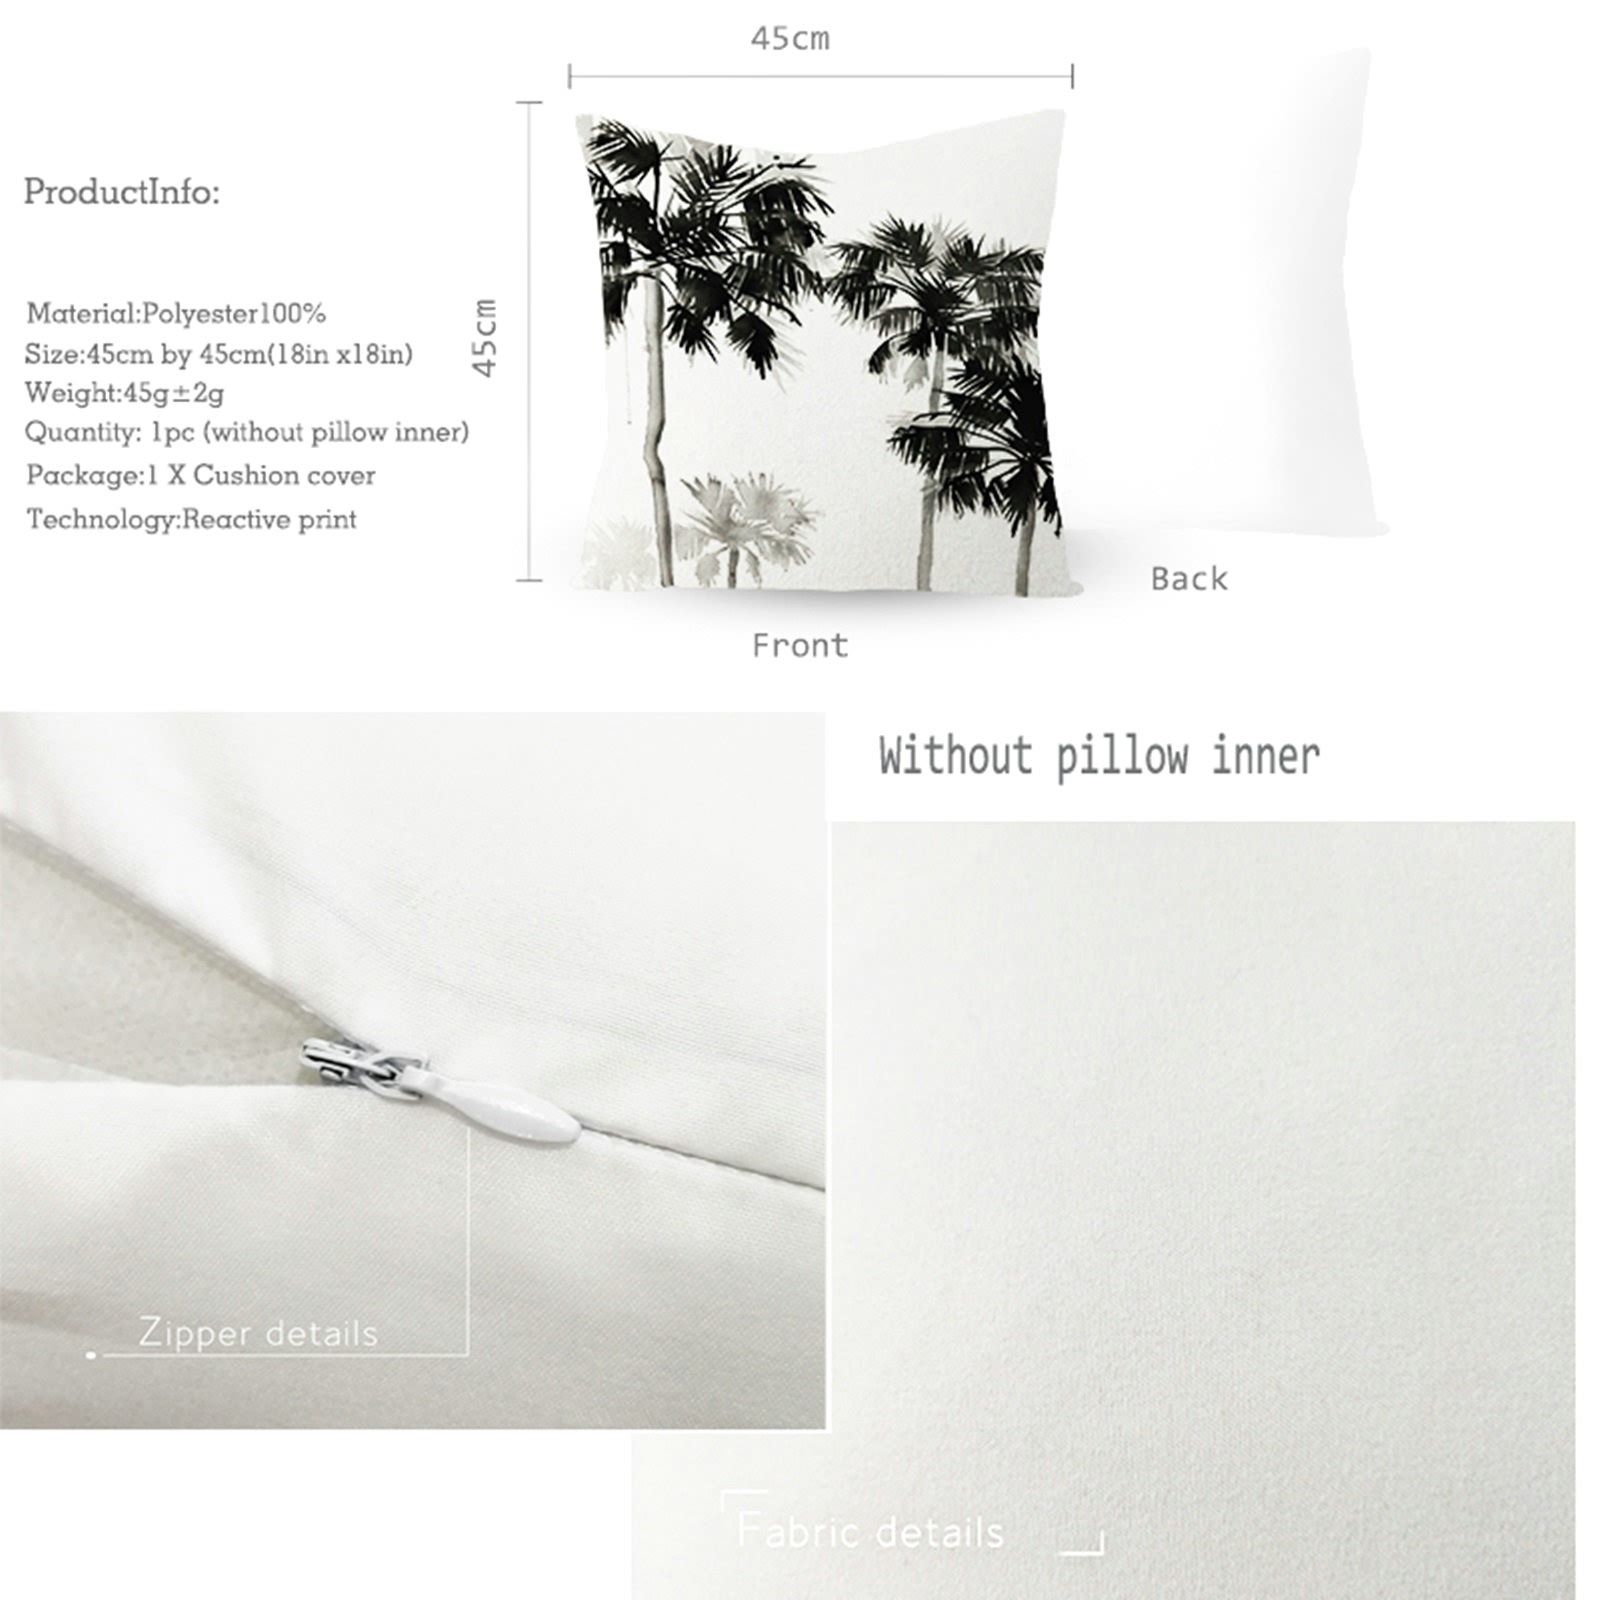 45cm
45cm
ProductInfo:
Material:Polyester100%
Size:45cm by 45cm(18in x18in)
Weight:45g±2g
Quantity: 1pc (without pillow inner)
Package:1 X Cushion cover
Technology:Reactive print
Back
Front
Without pillow inner
Zipper details
Fabric details